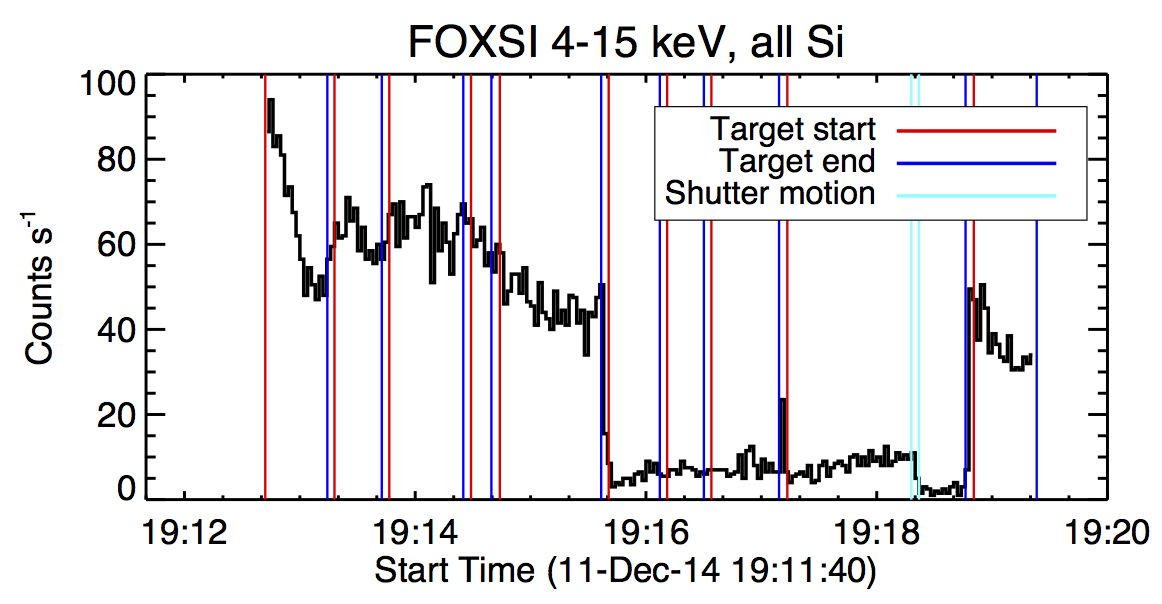 FOXSI 4-15 keV, all Si
100
80
60
40
20
0
Counts s-1
Target start
Target end
Shutter motion
19:12 19:14 19:16 19:18 19:20
Start Time (11-Dec-14 19:11:40)